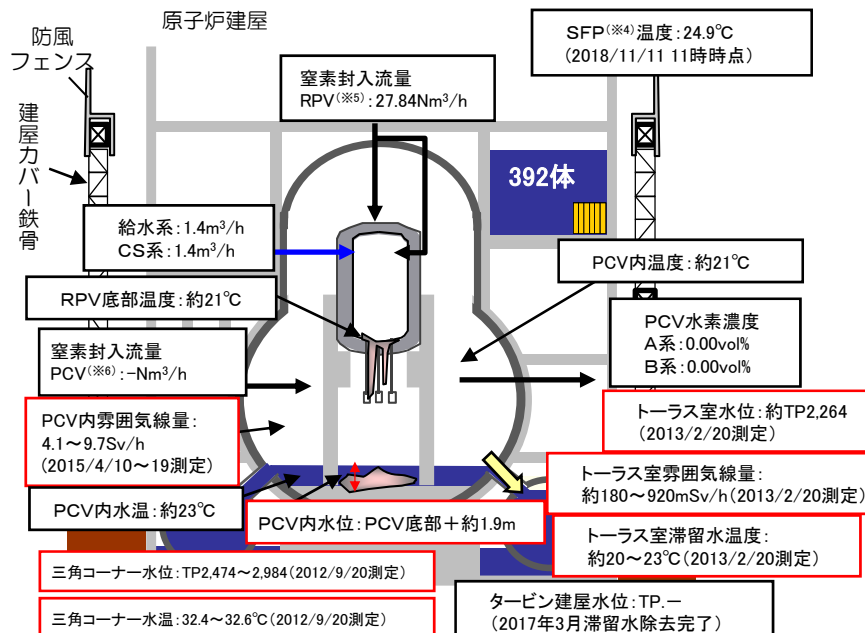 原子炉建屋
防風
フェンス
建屋カバー鉄骨
SFP(※4)温度:24.9℃
(2018/11/11 11時時点)
窒素封入流量
RPV(※5):27.84Nm³/h
392体
給水系:1.4m³/h
CS系:1.4m³/h
PCV内温度:約21℃
RPV底部温度:約21℃
PCV水素濃度
A系:0.00vol%
B系:0.00vol%
窒素封入流量
PCV(※6):-Nm³/h
PCV内雰囲気線量:
4.1～9.7Sv/h
(2015/4/10～19測定)
トーラス室水位:約TP2,264
(2013/2/20測定)
トーラス室雰囲気線量:
約180～920mSv/h(2013/2/20測定)
PCV内水温:約23℃
PCV内水位:PCV底部+約1.9m
トーラス室滞留水温度:
約20～23℃(2013/2/20測定)
三角コーナー水位:TP2,474～2,984(2012/9/20測定)
三角コーナー水温:32.4～32.6℃(2012/9/20測定)
タービン建屋水位:TP.-
(2017年3月滞留水除去完了)